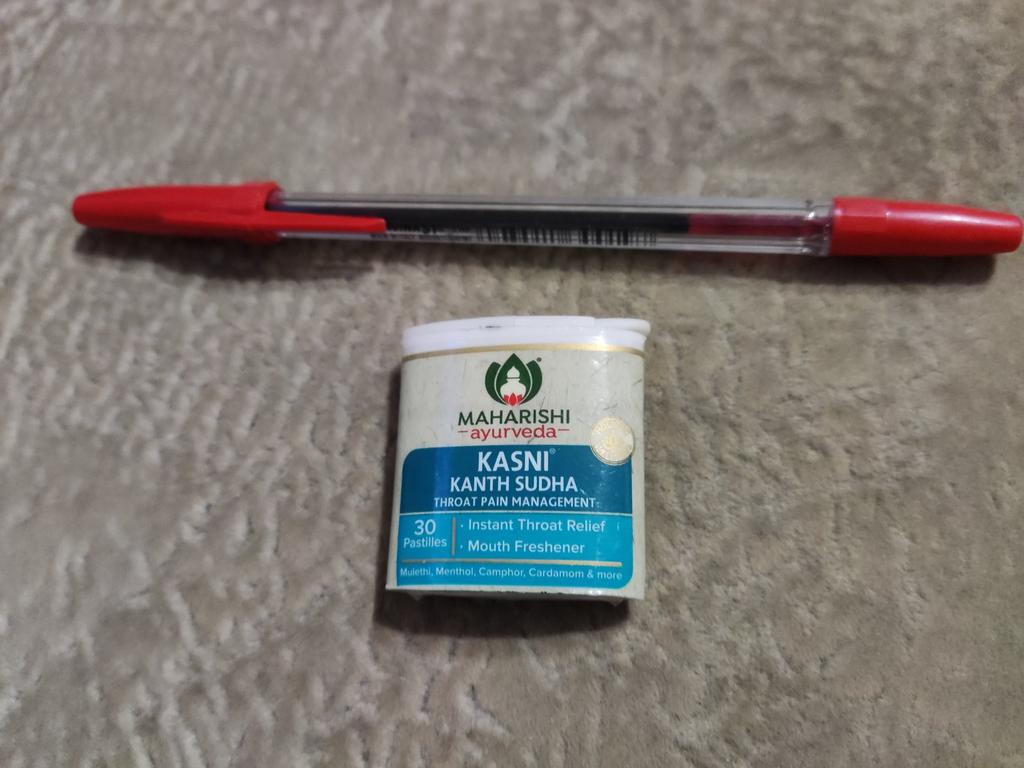 MAHARISHI
ayurveda
KASNI®
KANTH SUDHA
THROAT PAIN MANAGEMENT
30
Pastilles
· Instant Throat Relief
· Mouth Freshener
Mulethi, Menthol, Camphor, Cardamom & more